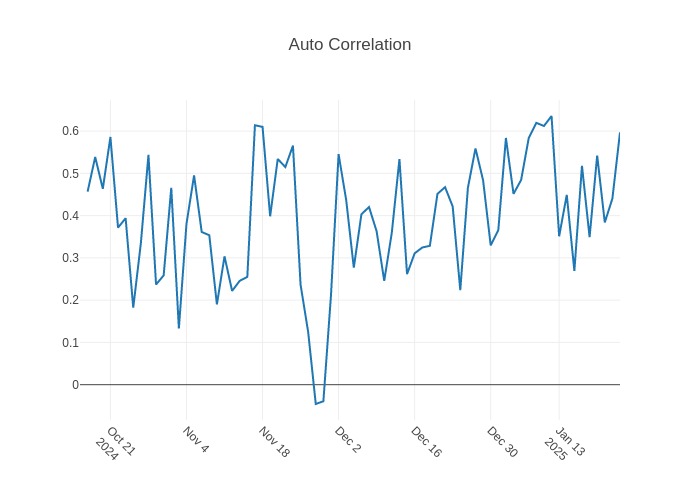 Auto Correlation
0.6
0.5
0.4
0.3
0.2
0.1
0
Oct 21
2024
Nov 4
Nov 18
Dec 2
Dec 16
Dec 30
Jan 13
2025